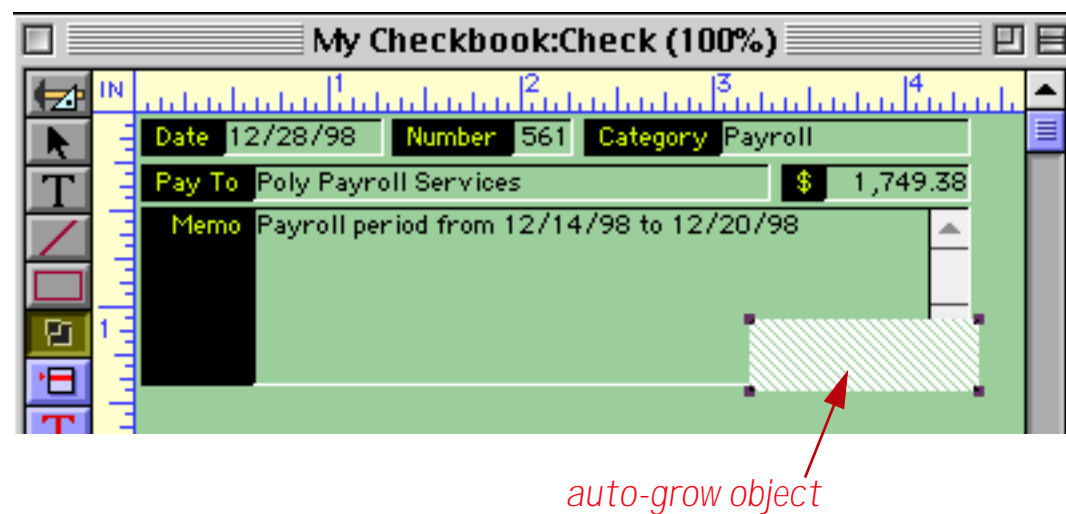 My Checkbook:Check (100%)
IN 1 2 3 4
T
Date 12/28/98 Number 561 Category Payroll
Pay To Poly Payroll Services $ 1,749.38
Memo Payroll period from 12/14/98 to 12/20/98
1
T
auto-grow object